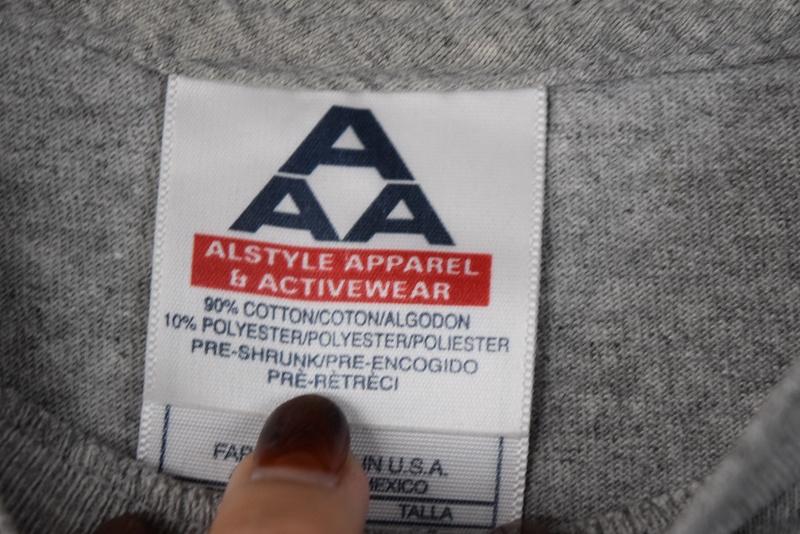 A
A A
ALSTYLE APPAREL
& ACTIVEWEAR
90% COTTON/COTON/ALGODON
10% POLYESTER/POLYESTER/POLIESTER
PRE-SHRUNK/PRE-ENCOGIDO
PRÈ-RÈTRÈCI
IN U.S.A.
MEXICO
TALLA